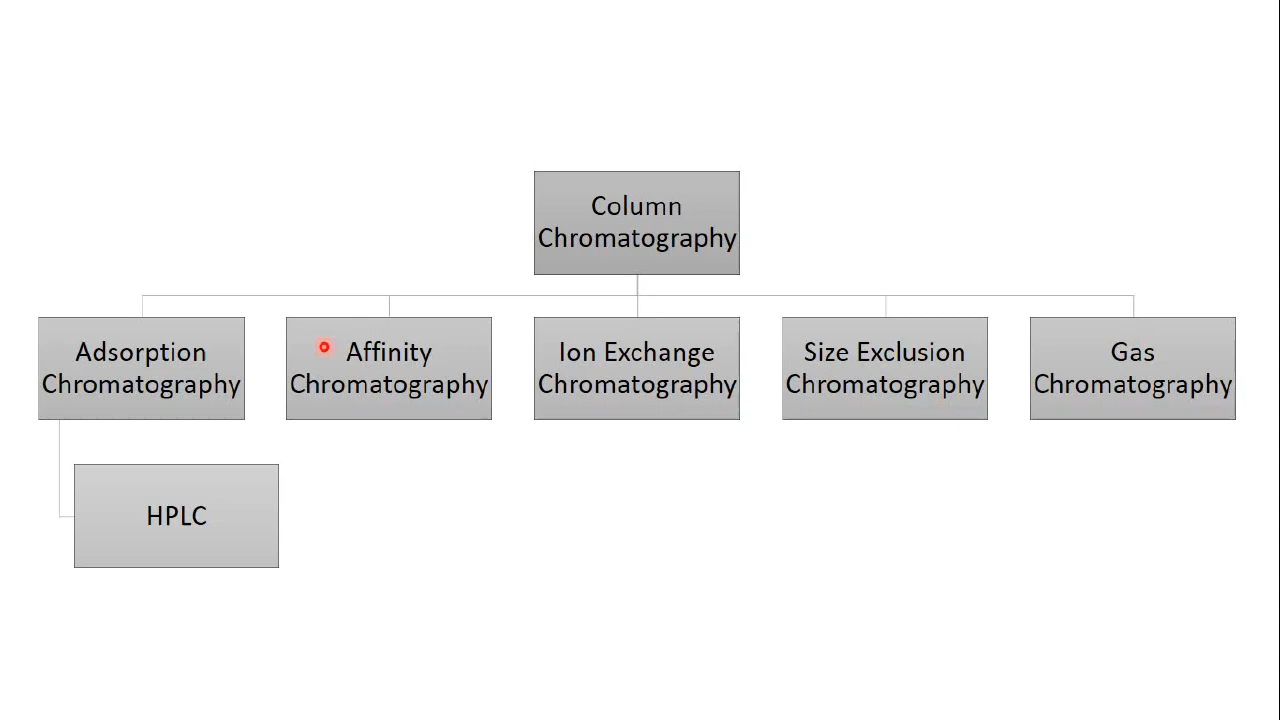 Column
Chromatography
Adsorption
Chromatography
Affinity
Chromatography
Ion Exchange
Chromatography
Size Exclusion
Chromatography
Gas
Chromatography
HPLC